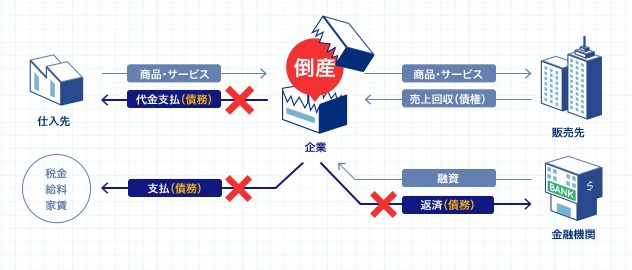 倒産
商品・サービス
商品・サービス
代金支払(債務)
売上回収(債権)
仕入先
企業
販売先
税金
給料
家賃
支払(債務)
融資
返済(債務)
BANK
$
金融機関